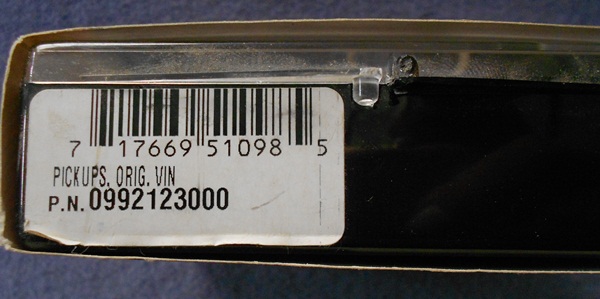 7 17669 51098 5
PICKUPS, ORIG. VIN
P.N. 0992123000